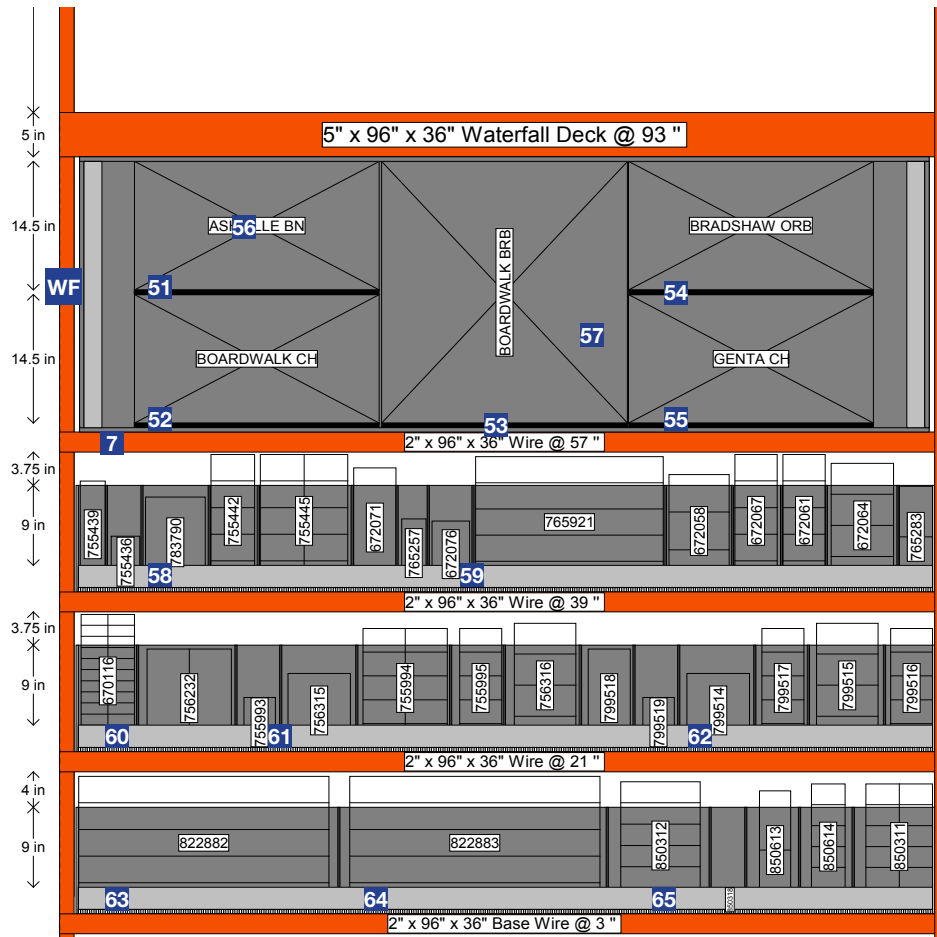 5 in
5" x 96" x 36" Waterfall Deck @ 93 "
14.5 in
56
BRADSHAW ORB
BOARDWALK BRB
WF
51
54
57
14.5 in
BOARDWALK CH
GENTA CH
52
53
55
7
2" x 96" x 36" Wire @ 57 "
3.75 in
9 in
755439
755436
783790
755442
755445
672071
765257
672076
765921
672058
672067
672061
672064
765283
58
59
2" x 96" x 36" Wire @ 39 "
3.75 in
9 in
670116
756232
755993
756315
755994
755995
756316
799518
799519
799514
799517
799515
799516
60
61
62
2" x 96" x 36" Wire @ 21 "
4 in
9 in
822882
822883
850312
850613
850614
850311
63
64
65
2" x 96" x 36" Base Wire @ 3 "